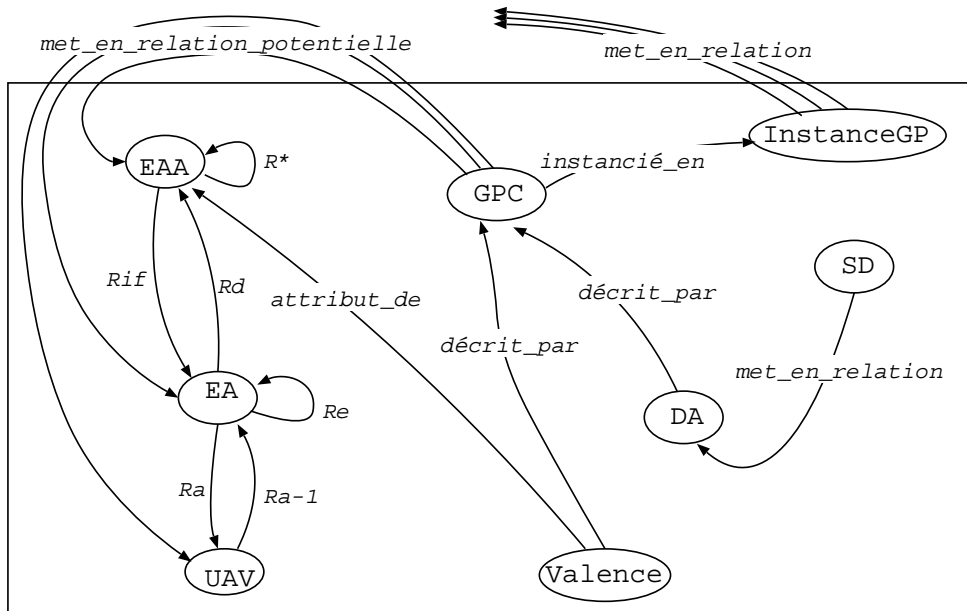 met_en_relation_potentielle
met_en_relation
InstanceGP
EAA
R*
instancié_en
GPC
SD
Rif
Rd
attribut_de
décrit_par
décrit_par
met_en_relation
EA
Re
DA
Ra
Ra-1
UAV
Valence